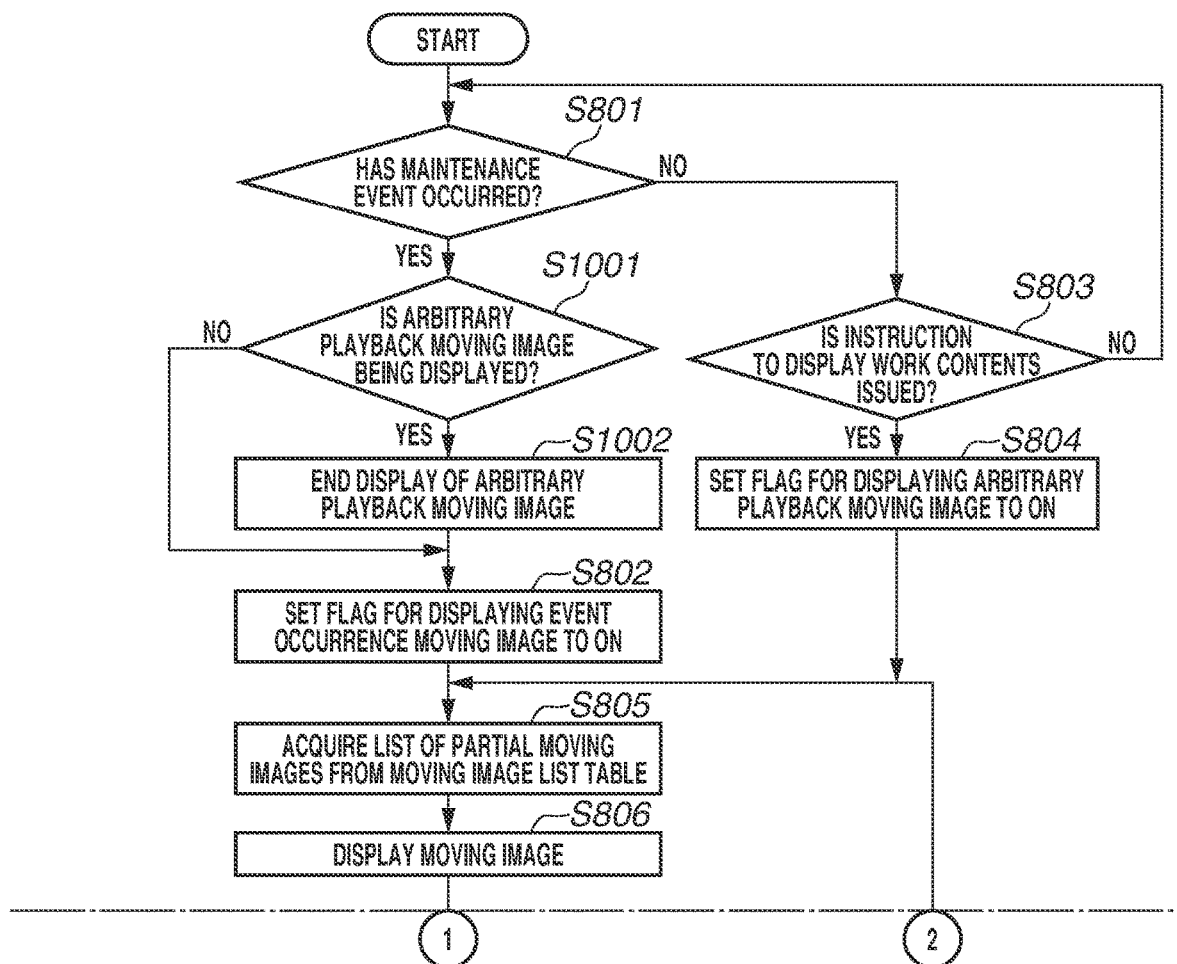 START
S801
HAS MAINTENANCE
EVENT OCCURRED?
NO
YES
S1001
IS ARBITRARY
PLAYBACK MOVING IMAGE
BEING DISPLAYED?
NO
YES
S803
IS INSTRUCTION
TO DISPLAY WORK CONTENTS
ISSUED?
NO
YES
S1002
END DISPLAY OF ARBITRARY
PLAYBACK MOVING IMAGE
S804
SET FLAG FOR DISPLAYING ARBITRARY
PLAYBACK MOVING IMAGE TO ON
S802
SET FLAG FOR DISPLAYING EVENT
OCCURRENCE MOVING IMAGE TO ON
S805
ACQUIRE LIST OF PARTIAL MOVING
IMAGES FROM MOVING IMAGE LIST TABLE
S806
DISPLAY MOVING IMAGE
1
2